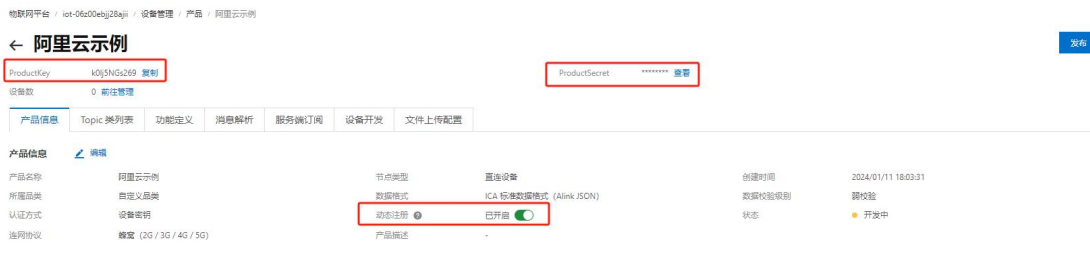 物联网平台 / iot-06z00ebjj28ajii / 设备管理 / 产品 / 阿里云示例
← 阿里云示例
发布
ProductKey k0lj5NGs269 复制 ProductSecret ******** 查看
设备数 0 前往管理
产品信息 Topic 类列表 功能定义 消息解析 服务端订阅 设备开发 文件上传配置
产品信息 编辑
产品名称 阿里云示例 节点类型 直连设备 创建时间 2024/01/11 18:03:31
所属品类 自定义品类 数据格式 ICA 标准数据格式 (Alink JSON) 数据校验级别 弱校验
认证方式 设备密钥 动态注册 已开启 状态 开发中
连网协议 蜂窝 (2G / 3G / 4G / 5G) 产品描述 -